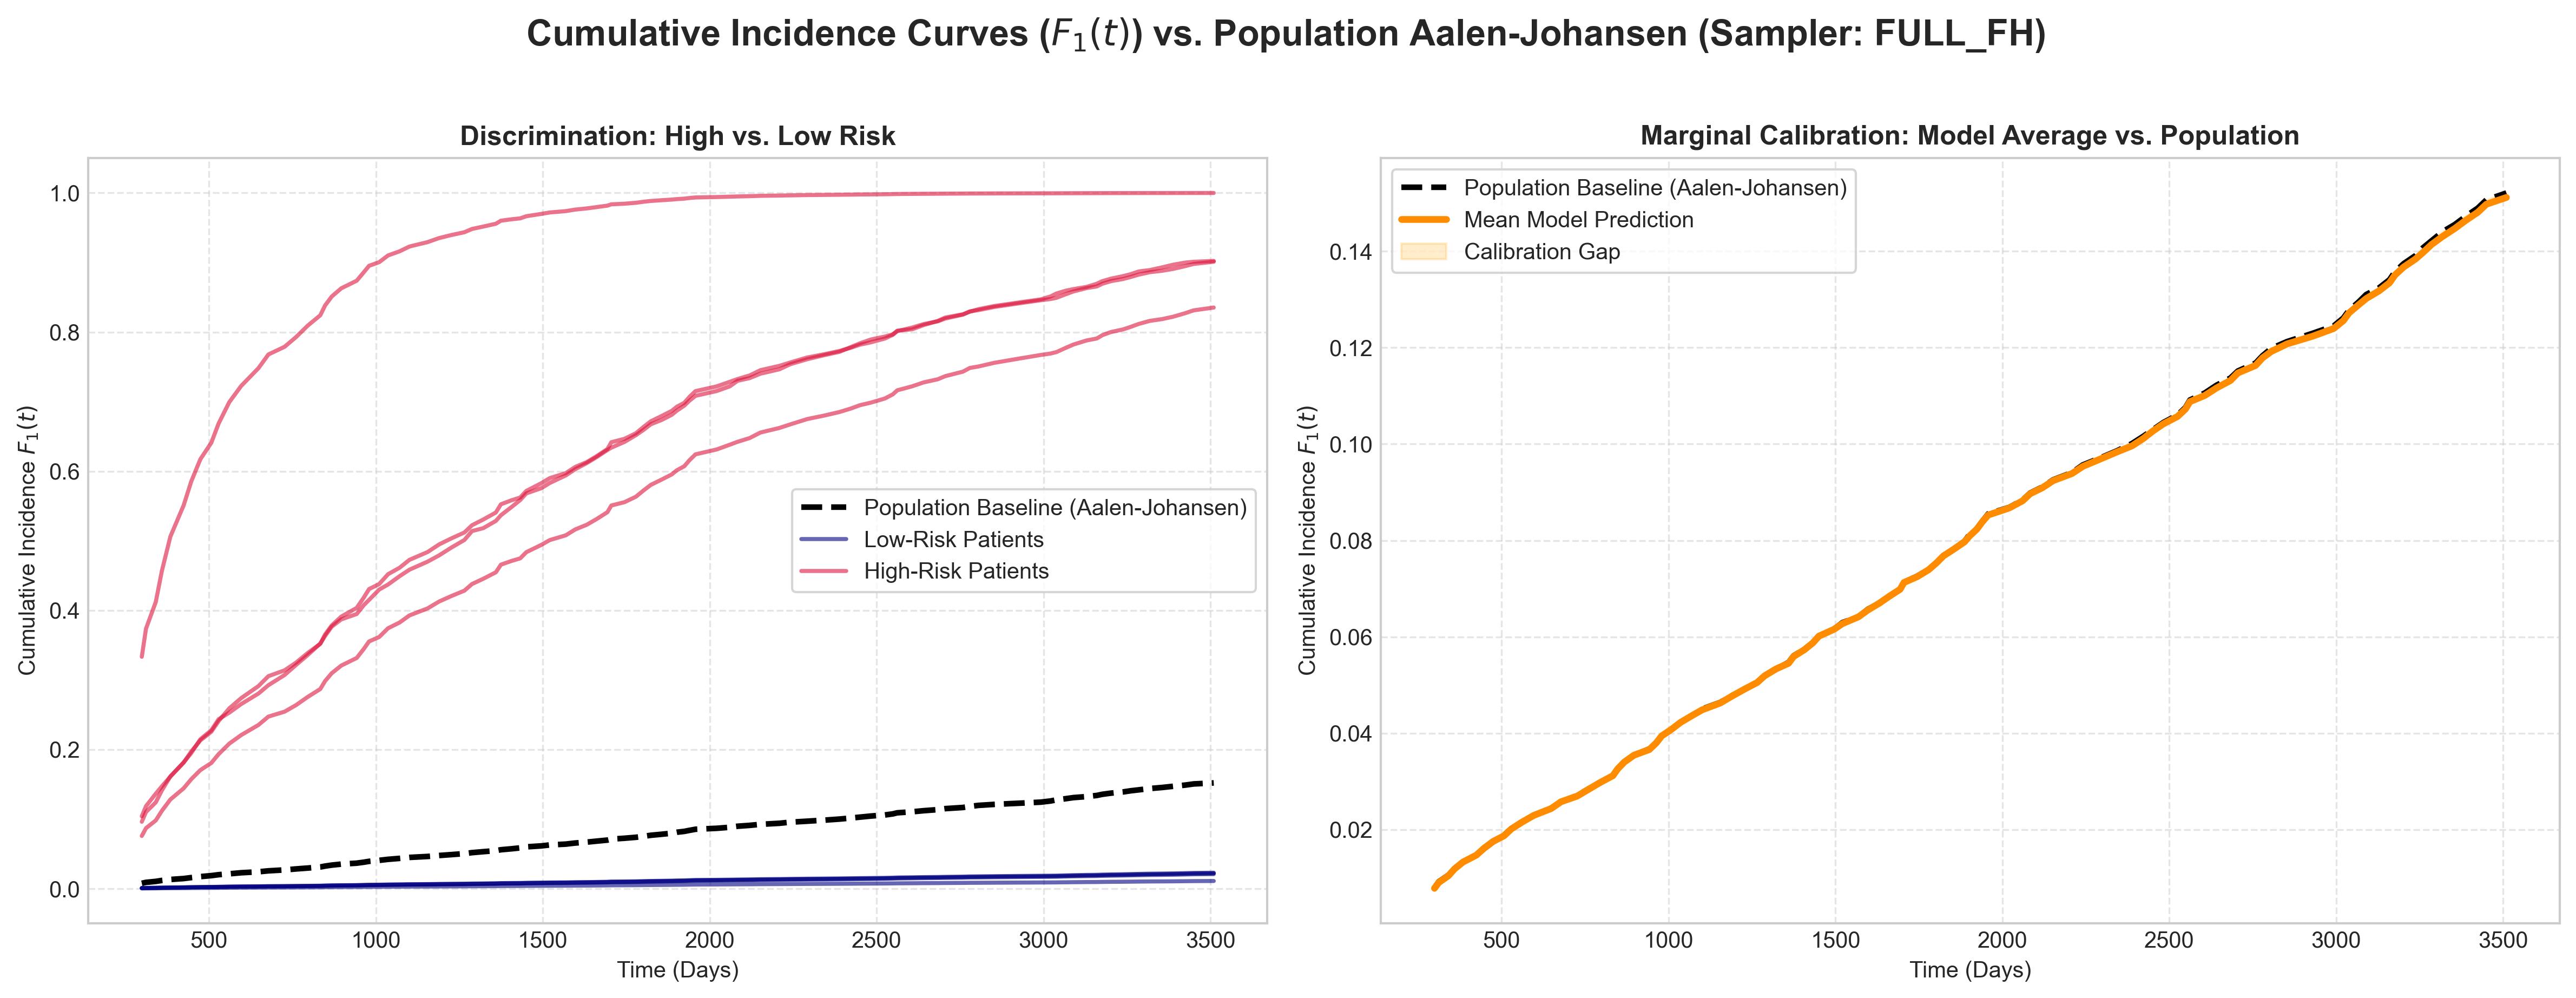 Cumulative Incidence Curves (F₁(t)) vs. Population Aalen-Johansen (Sampler: FULL_FH)
Discrimination: High vs. Low Risk
Cumulative Incidence F₁(t)
1.0
0.8
0.6
0.4
0.2
0.0
Population Baseline (Aalen-Johansen)
Low-Risk Patients
High-Risk Patients
500 1000 1500 2000 2500 3000 3500
Time (Days)
Marginal Calibration: Model Average vs. Population
Cumulative Incidence F₁(t)
Population Baseline (Aalen-Johansen)
Mean Model Prediction
Calibration Gap
0.14
0.12
0.10
0.08
0.06
0.04
0.02
500 1000 1500 2000 2500 3000 3500
Time (Days)